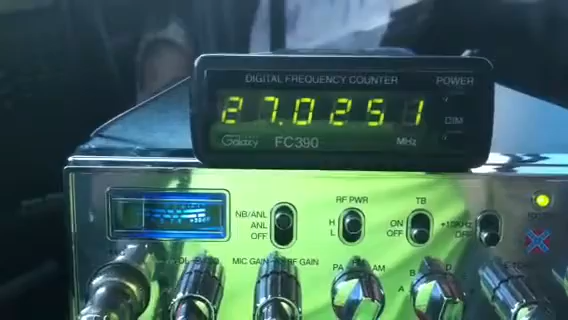 DIGITAL FREQUENCY COUNTER POWER
27.0251
DIM
Galaxy FC390 MHz
RF PWR TB
NB/ANL
ANL
OFF
H
L
ON
OFF
+10KHz
OFF
MIC GAIN RF GAIN
PA AM
B D
A